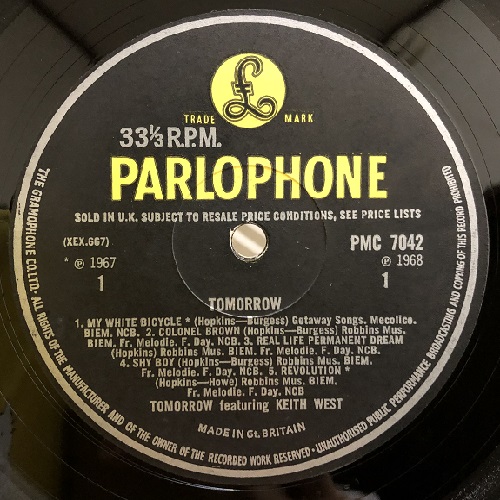 £
TRADE MARK
33⅓ R.P.M.
PARLOPHONE
SOLD IN U.K. SUBJECT TO RESALE PRICE CONDITIONS, SEE PRICE LISTS
(XEX.667) PMC 7042
* ℗ 1967 ℗ 1968
1 1
TOMORROW
1. MY WHITE BICYCLE * (Hopkins—Burgess) Getaway Songs. Mecolico.
BIEM. NCB. 2. COLONEL BROWN (Hopkins—Burgess) Robbins Mus.
BIEM. Fr. Melodie. F. Day. NCB. 3. REAL LIFE PERMANENT DREAM
(Hopkins) Robbins Mus. BIEM. Fr. Melodie. F. Day. NCB.
4. SHY BOY (Hopkins—Burgess) Robbins Mus. BIEM.
Fr. Melodie. F. Day. NCB. 5. REVOLUTION *
(Hopkins—Howe) Robbins Mus. BIEM.
Fr. Melodie. F. Day. NCB
TOMORROW featuring KEITH WEST
MADE IN GT. BRITAIN
THE GRAMOPHONE CO. LTD. ALL RIGHTS OF THE MANUFACTURER AND OF THE OWNER OF THE RECORDED WORK RESERVED • UNAUTHORISED PUBLIC PERFORMANCE BROADCASTING AND COPYING OF THIS RECORD PROHIBITED